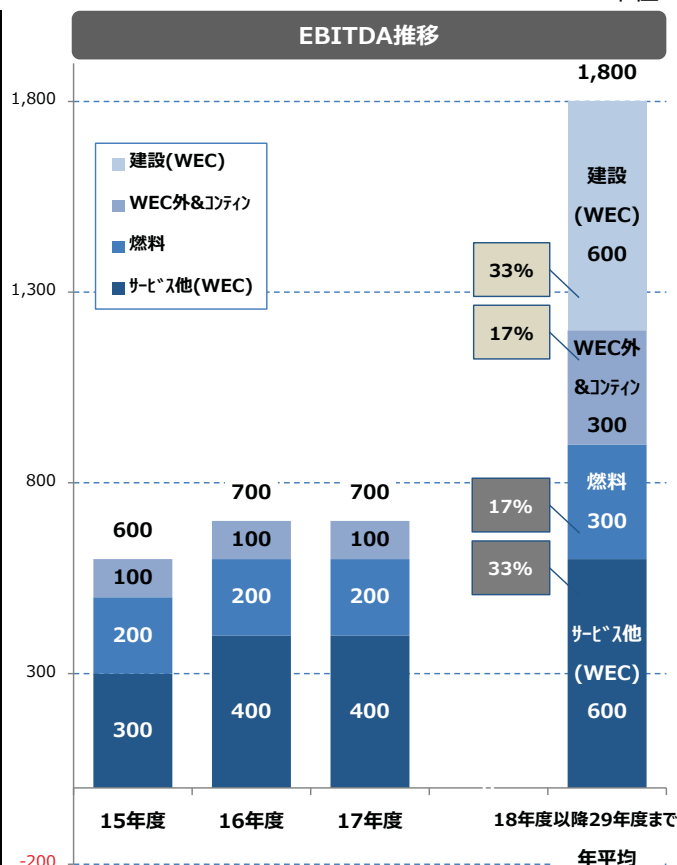 EBITDA推移
1,800
1,800
建設(WEC)
WEC外&ｺﾝﾃｨﾝ
燃料
ｻｰﾋﾞｽ他(WEC)
建設
(WEC)
600
33%
1,300
17%
WEC外
&ｺﾝﾃｨﾝ
300
800
700
700
17%
燃料
300
600
100
100
33%
100
200
200
200
ｻｰﾋﾞｽ他
(WEC)
600
300
400
400
300
15年度
16年度
17年度
18年度以降29年度まで
年平均
-200